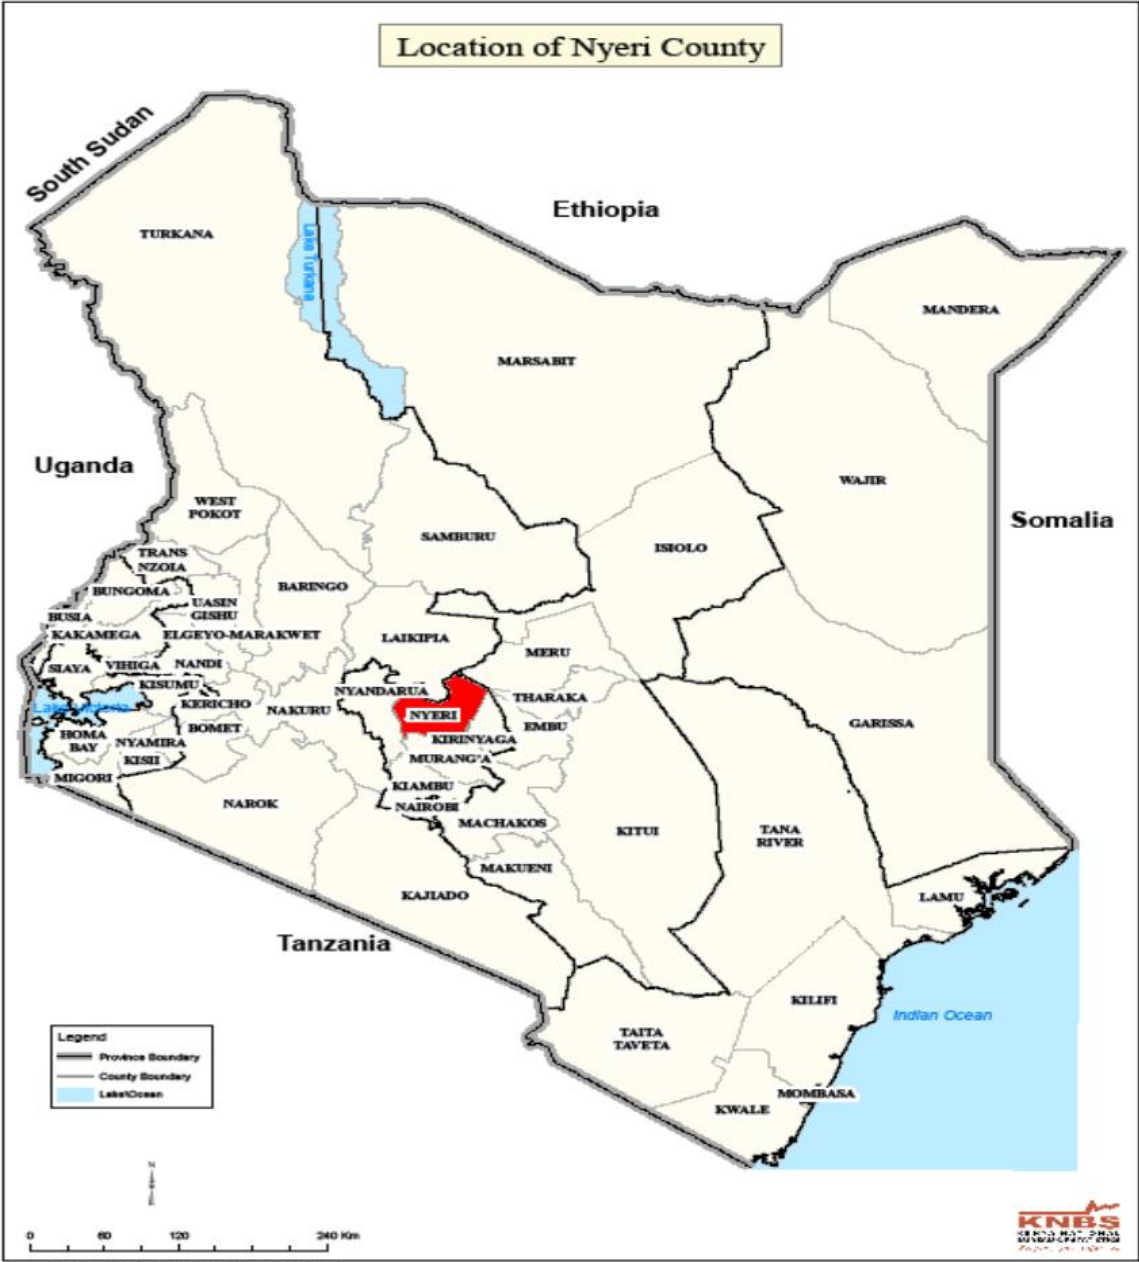 Location of Nyeri County
South Sudan
Ethiopia
TURKANA
Lake Turkana
MANDERA
MARSABIT
Uganda
WAJIR
WEST
POKOT
Somalia
SAMBURU
ISIOLO
TRANS
NZOIA
BARINGO
BUNGOMA
UASIN
GISHU
BUSIA
KAKAMEGA
ELGEYO-MARAKWET
LAIKIPIA
MERU
SIAYA
VIHIGA
NANDI
KISUMU
NYANDARUA
THARAKA
KERICHO
NAKURU
Lake Victoria
NYERI
GARISSA
EMBU
BOMET
HOMA
BAY
NYAMIRA
KIRINYAGA
KISII
MURANG'A
MIGORI
KIAMBU
NAROK
NAIROBI
MACHAKOS
KITUI
TANA
RIVER
MAKUENI
KAJIADO
LAMU
Tanzania
KILIFI
Indian Ocean
TAITA
TAVETA
MOMBASA
KWALE
Legend
Province Boundary
County Boundary
Lake\Ocean
N
0 60 120 240 Km
KNBS